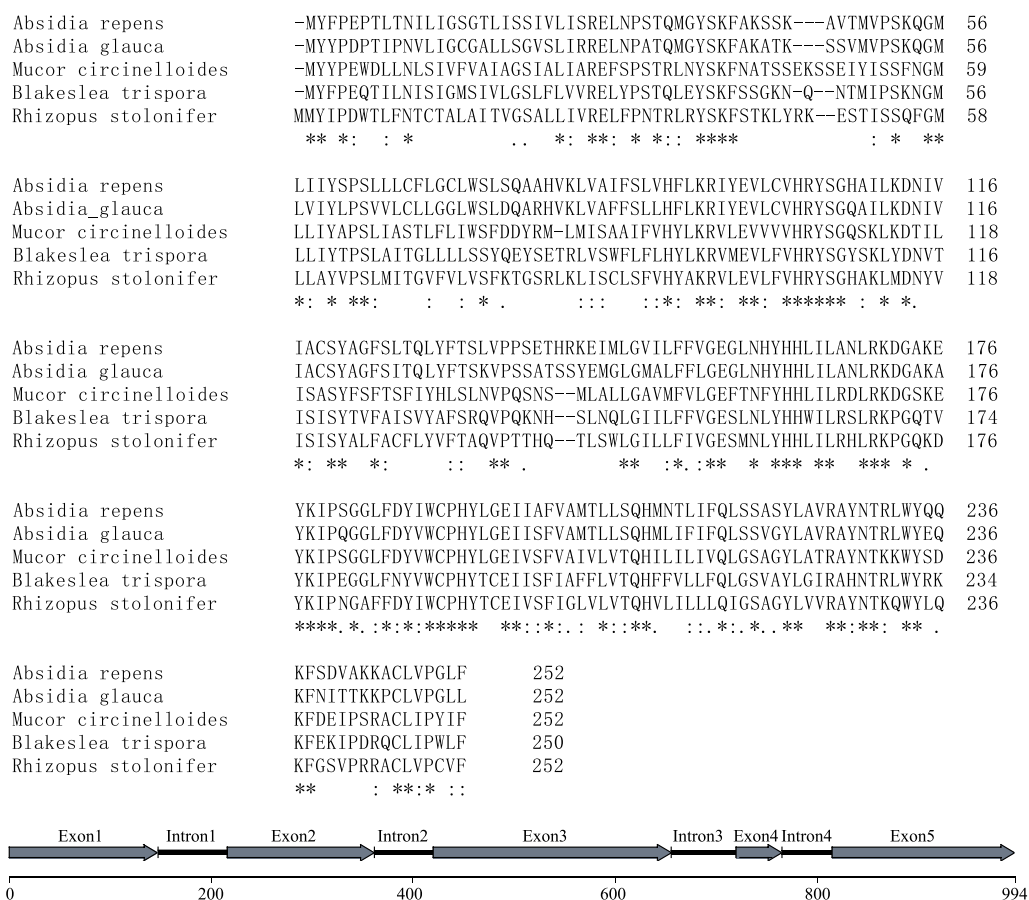 Absidia repens −MYFPEPTLTNILIGSGTLISSIVLISRELNPSTQMGYSKFAKSSK−−−AVTMVPSKQGM 56
Absidia glauca −MYYPDPTIPNVLIGCGALLSGVSLIRRELNPATQMGYSKFAKATK−−−SSVMVPSKQGM 56
Mucor circinelloides −MYYPEWDLLNLSIVFVAIAGSIALIAREFSPSTRLNYSKFNATSSEKSSEIYISSFNGM 59
Blakeslea trispora −MYFPEQTILNISIGMSIVLGSLFLVVRELYPSTQLEYSKFSSGKN−Q−−NTMIPSKNGM 56
Rhizopus stolonifer MMYIPDWTLFNTCTALAITVGSALLIVRELFPNTRLRYSKFSTKLYRK−−ESTISSQFGM 58
** *: : * .. *: **: * *:: **** : * **
Absidia repens LIIYSPSLLLCFLGCLWSLSQAAHVKLVAIFSLVHFLKRIYEVLCVHRYSGHAILKDNIV 116
Absidia_glauca LVIYLPSVVLCLLGGLWSLDQARHVKLVAFFSLLHFLKRIYEVLCVHRYSGQAILKDNIV 116
Mucor circinelloides LLIYAPSLIASTLFLIWSFDDYRM−LMISAAIFVHYLKRVLEVVVVHRYSGQSKLKDTIL 118
Blakeslea trispora LLIYTPSLAITGLLLLSSYQEYSETRLVSWFLFLHYLKRVMEVLFVHRYSGYSKLYDNVT 116
Rhizopus stolonifer LLAYVPSLMITGVFVLVSFKTGSRLKLISCLSFVHYAKRVLEVLFVHRYSGHAKLMDNYV 118
*: * **: : : * . ::: ::*: **: **: ****** : * *.
Absidia repens IACSYAGFSLTQLYFTSLVPPSETHRKEIMLGVILFFVGEGLNHYHHLILANLRKDGAKE 176
Absidia glauca IACSYAGFSITQLYFTSKVPSSATSSYEMGLGMALFFLGEGLNHYHHLILANLRKDGAKA 176
Mucor circinelloides ISASYFSFTSFIYHLSLNVPQSNS−−MLALLGAVMFVLGEFTNFYHHLILRDLRKDGSKE 176
Blakeslea trispora ISISYTVFAISVYAFSRQVPQKNH−−SLNQLGIILFFVGESLNLYHHWILRSLRKPGQTV 174
Rhizopus stolonifer ISISYALFACFLYVFTAQVPTTHQ−−TLSWLGILLFIVGESMNLYHHLILRHLRKPGQKD 176
*: ** *: :: ** . ** :*.:** * *** ** *** * .
Absidia repens YKIPSGGLFDYIWCPHYLGEIIAFVAMTLLSQHMNTLIFQLSSASYLAVRAYNTRLWYQQ 236
Absidia glauca YKIPQGGLFDYIWCPHYLGEIIAFVAMTLLSQHMLIFIFQLSSVGYLAVRAYNTRLWYEQ 236
Mucor circinelloides YKIPSGGLFDYVWCPHYLGEIVSFVAIVLVTQHILILIVQLGSAGYLATRAYNTKKWYSD 236
Blakeslea trispora YKIPEGGLFNYVWCPHYTCEIISFIAFFLVTQHFFVLLFQLGSVAYLGIRAHNTRLWYRK 234
Rhizopus stolonifer YKIPNGAFFDYIWCPHYTCEIVSFIGLVLVTQHVLILLLQIGSAGYLVVRAYNTKQWYLQ 236
****.*.:*:*:***** **::*:.: *::**. ::.*:.*..** **:**: ** .
Absidia repens KFSDVAKKACLVPGLF 252
Absidia glauca KFNITTKKPCLVPGLL 252
Mucor circinelloides KFDEIPSRACLIPYIF 252
Blakeslea trispora KFEKIPDRQCLIPWLF 250
Rhizopus stolonifer KFGSVPRRACLVPCVF 252
** : **:* ::
Exon1 Intron1 Exon2 Intron2 Exon3 Intron3 Exon4 Intron4 Exon5
0 200 400 600 800 994